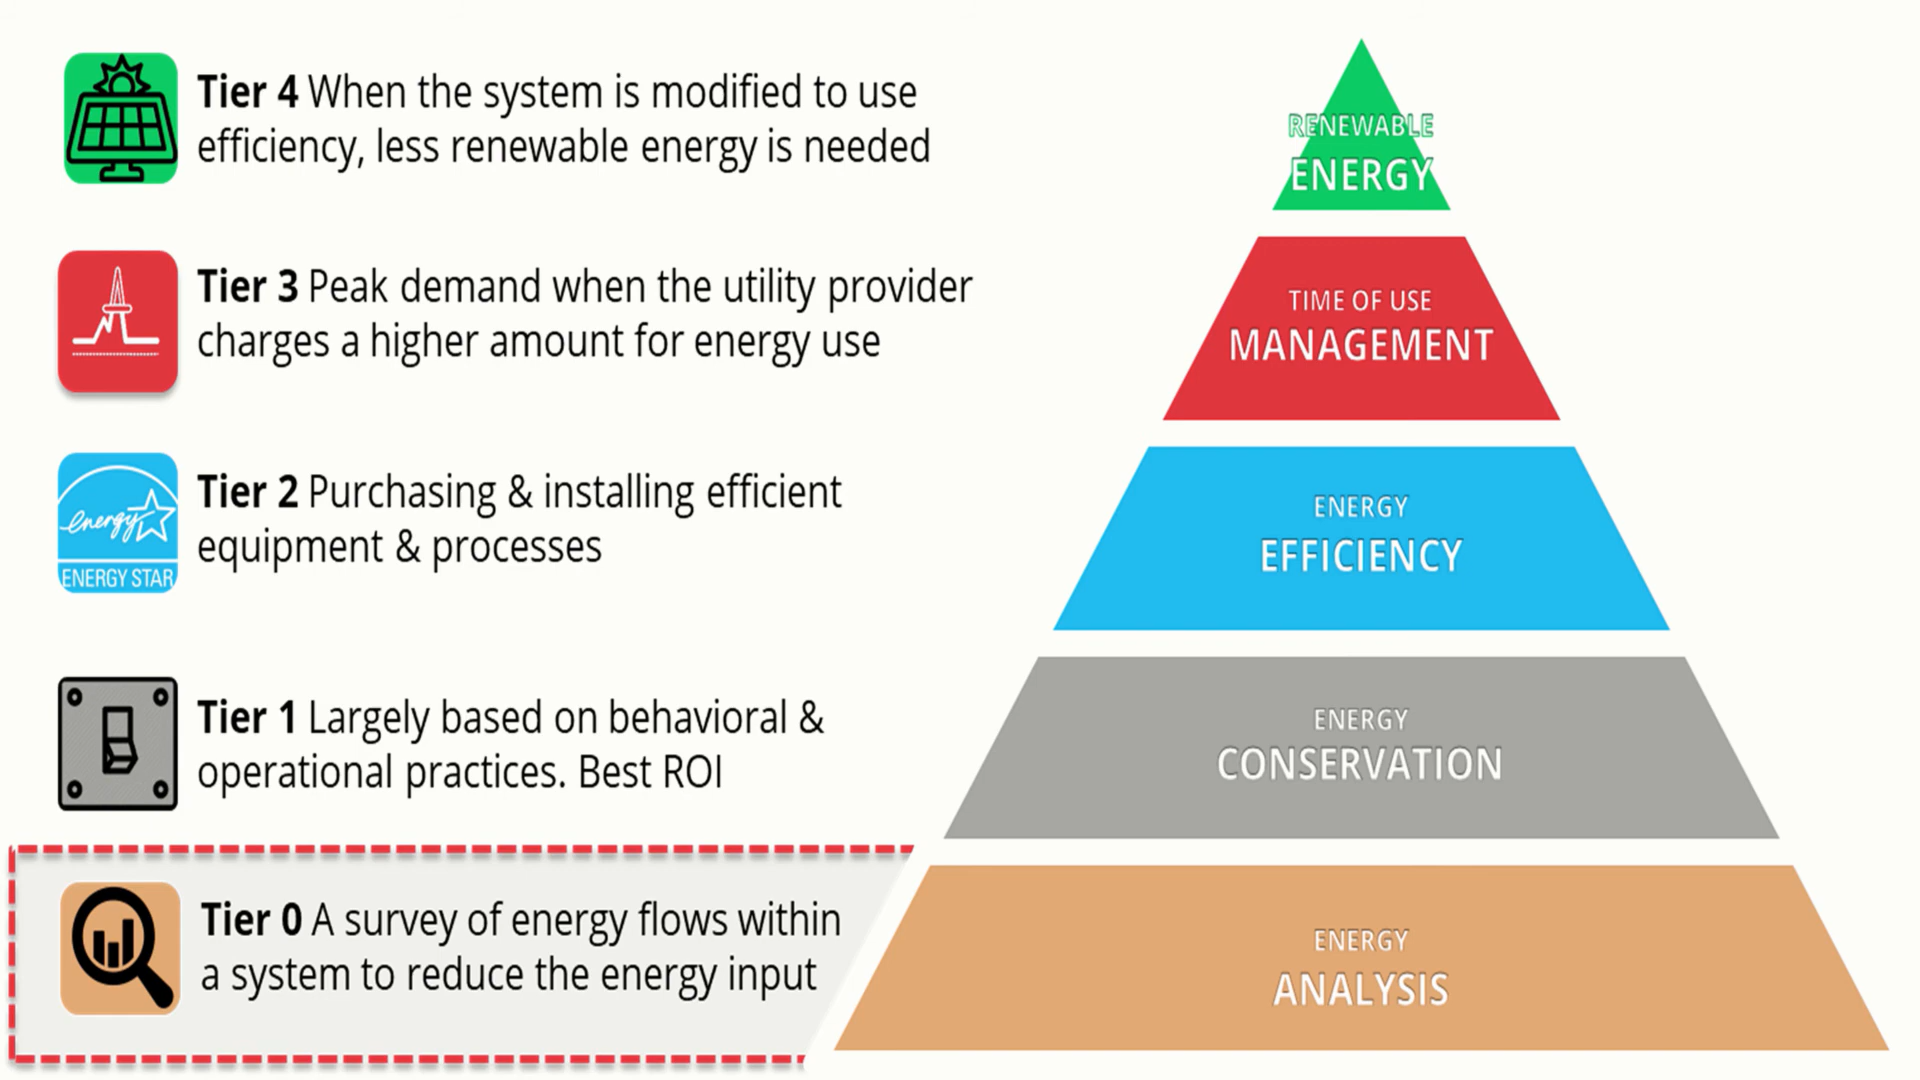 Tier 4 When the system is modified to use
efficiency, less renewable energy is needed
Tier 3 Peak demand when the utility provider
charges a higher amount for energy use
energy
ENERGY STAR
Tier 2 Purchasing & installing efficient
equipment & processes
Tier 1 Largely based on behavioral &
operational practices. Best ROI
Tier 0 A survey of energy flows within
a system to reduce the energy input
RENEWABLE
ENERGY
TIME OF USE
MANAGEMENT
ENERGY
EFFICIENCY
ENERGY
CONSERVATION
ENERGY
ANALYSIS